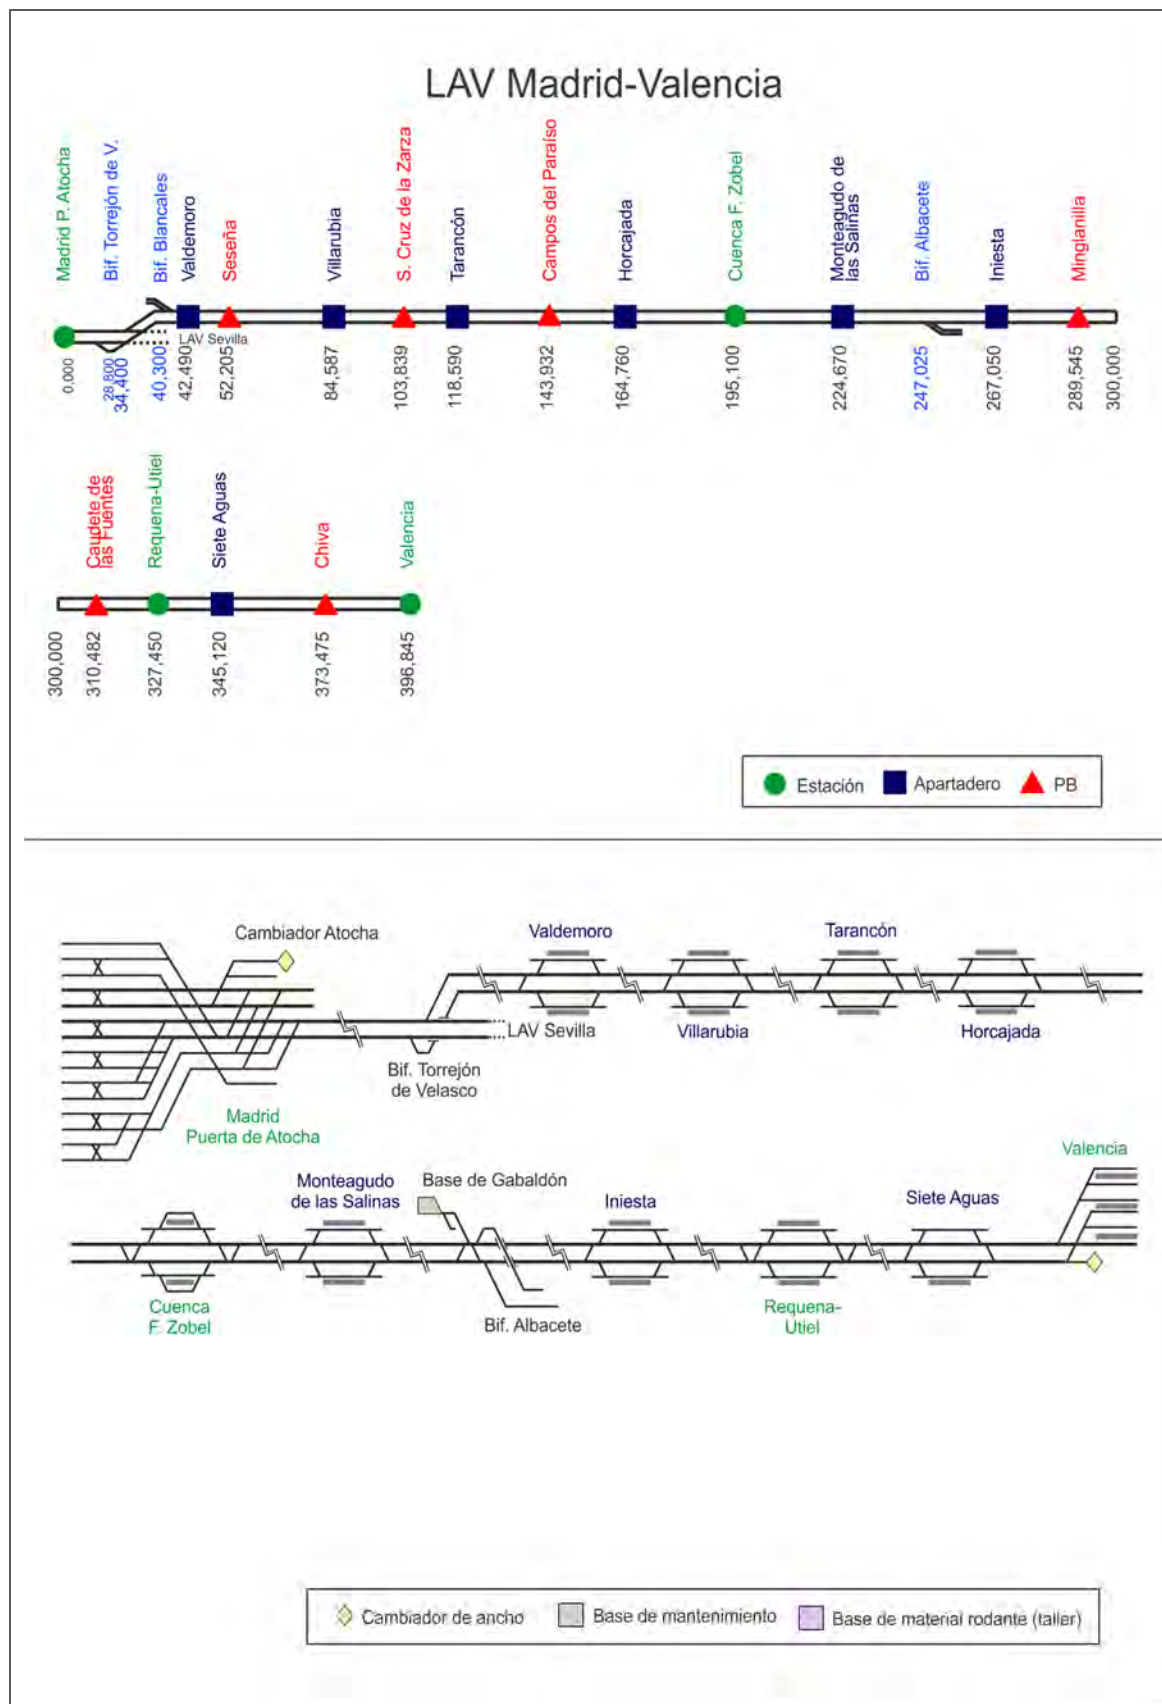 LAV Madrid-Valencia
Madrid P. Atocha
Bif. Torrejón de V.
Bif. Blancales
Valdemoro
Seseña
Villarubia
S. Cruz de la Zarza
Tarancón
Campos del Paraíso
Horcajada
Cuenca F. Zobel
Monteagudo de
las Salinas
Bif. Albacete
Iniesta
Minglanilla
LAV Sevilla
0,000
28,800
34,400
40,300
42,490
52,205
84,587
103,839
118,590
143,932
164,760
195,100
224,670
247,025
267,050
289,545
300,000
Caudete de
las Fuentes
Requena-Utiel
Siete Aguas
Chiva
Valencia
300,000
310,482
327,450
345,120
373,475
396,845
Estación
Apartadero
PB
Cambiador Atocha
Valdemoro
Tarancón
LAV Sevilla
Villarubia
Horcajada
Bif. Torrejón
de Velasco
Madrid
Puerta de Atocha
Valencia
Monteagudo
de las Salinas
Base de Gabaldón
Iniesta
Siete Aguas
Cuenca
F. Zobel
Bif. Albacete
Requena-
Utiel
Cambiador de ancho
Base de mantenimiento
Base de material rodante (taller)